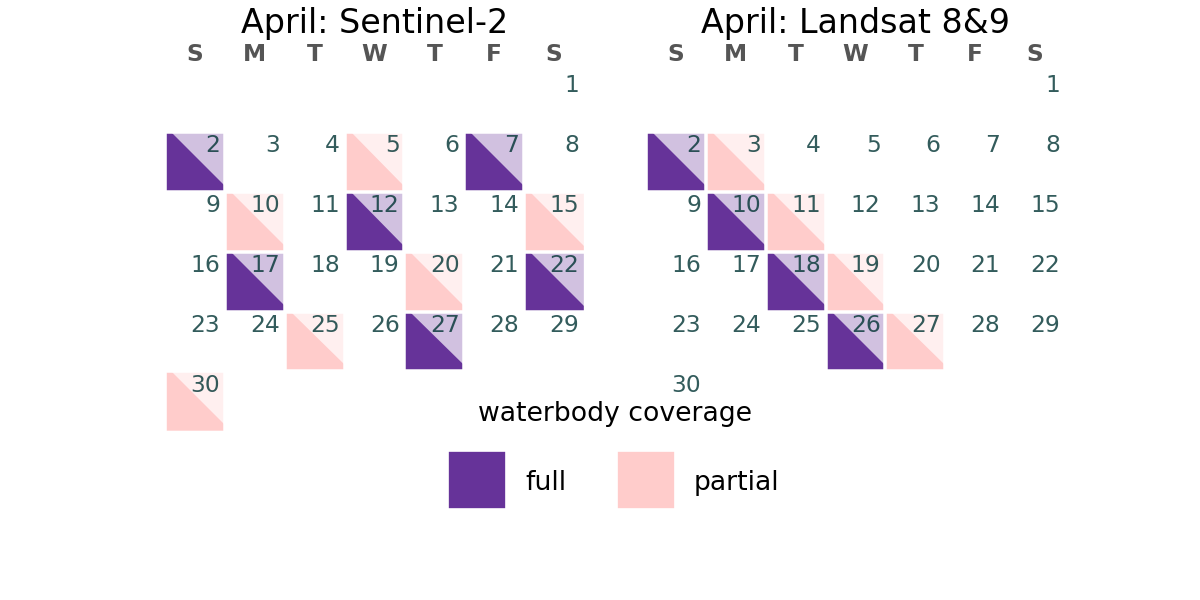 April: Sentinel-2
S M T W T F S
1
2 3 4 5 6 7 8
9 10 11 12 13 14 15
16 17 18 19 20 21 22
23 24 25 26 27 28 29
30
April: Landsat 8&9
S M T W T F S
1
2 3 4 5 6 7 8
9 10 11 12 13 14 15
16 17 18 19 20 21 22
23 24 25 26 27 28 29
30
waterbody coverage
full
partial